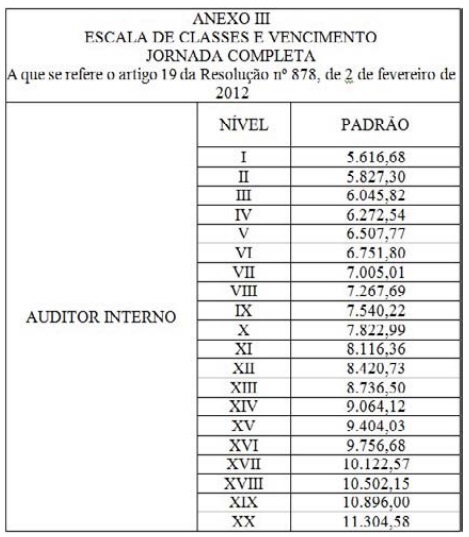 ANEXO III
ESCALA DE CLASSES E VENCIMENTO
JORNADA COMPLETA
A que se refere o artigo 19 da Resolução nº 878, de 2 de fevereiro de
2012
NÍVEL PADRÃO
AUDITOR INTERNO
I 5.616,68
II 5.827,30
III 6.045,82
IV 6.272,54
V 6.507,77
VI 6.751,80
VII 7.005,01
VIII 7.267,69
IX 7.540,22
X 7.822,99
XI 8.116,36
XII 8.420,73
XIII 8.736,50
XIV 9.064,12
XV 9.404,03
XVI 9.756,68
XVII 10.122,57
XVIII 10.502,15
XIX 10.896,00
XX 11.304,58